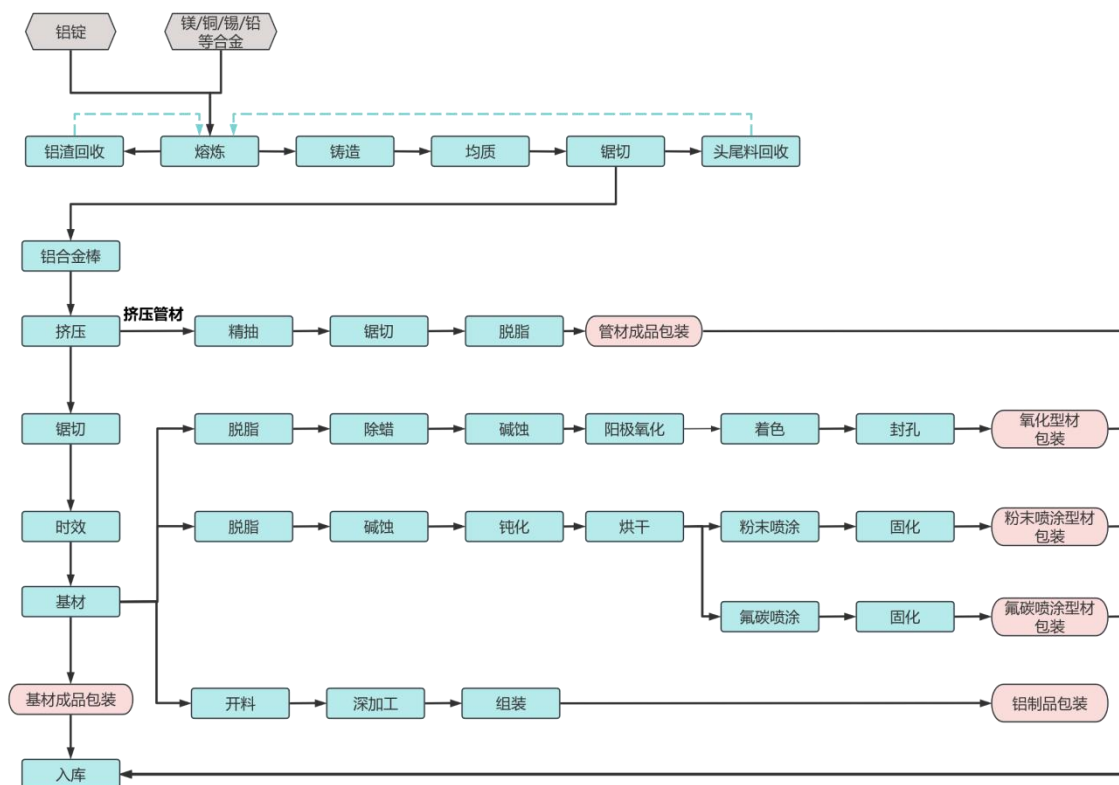 铝锭
镁/铜/锡/铅
等合金
铝渣回收
熔炼
铸造
均质
锯切
头尾料回收
铝合金棒
挤压
挤压管材
精抽
锯切
脱脂
管材成品包装
锯切
脱脂
除蜡
碱蚀
阳极氧化
着色
封孔
氧化型材
包装
时效
脱脂
碱蚀
钝化
烘干
粉末喷涂
固化
粉末喷涂型材
包装
基材
氟碳喷涂
固化
氟碳喷涂型材
包装
基材成品包装
开料
深加工
组装
铝制品包装
入库